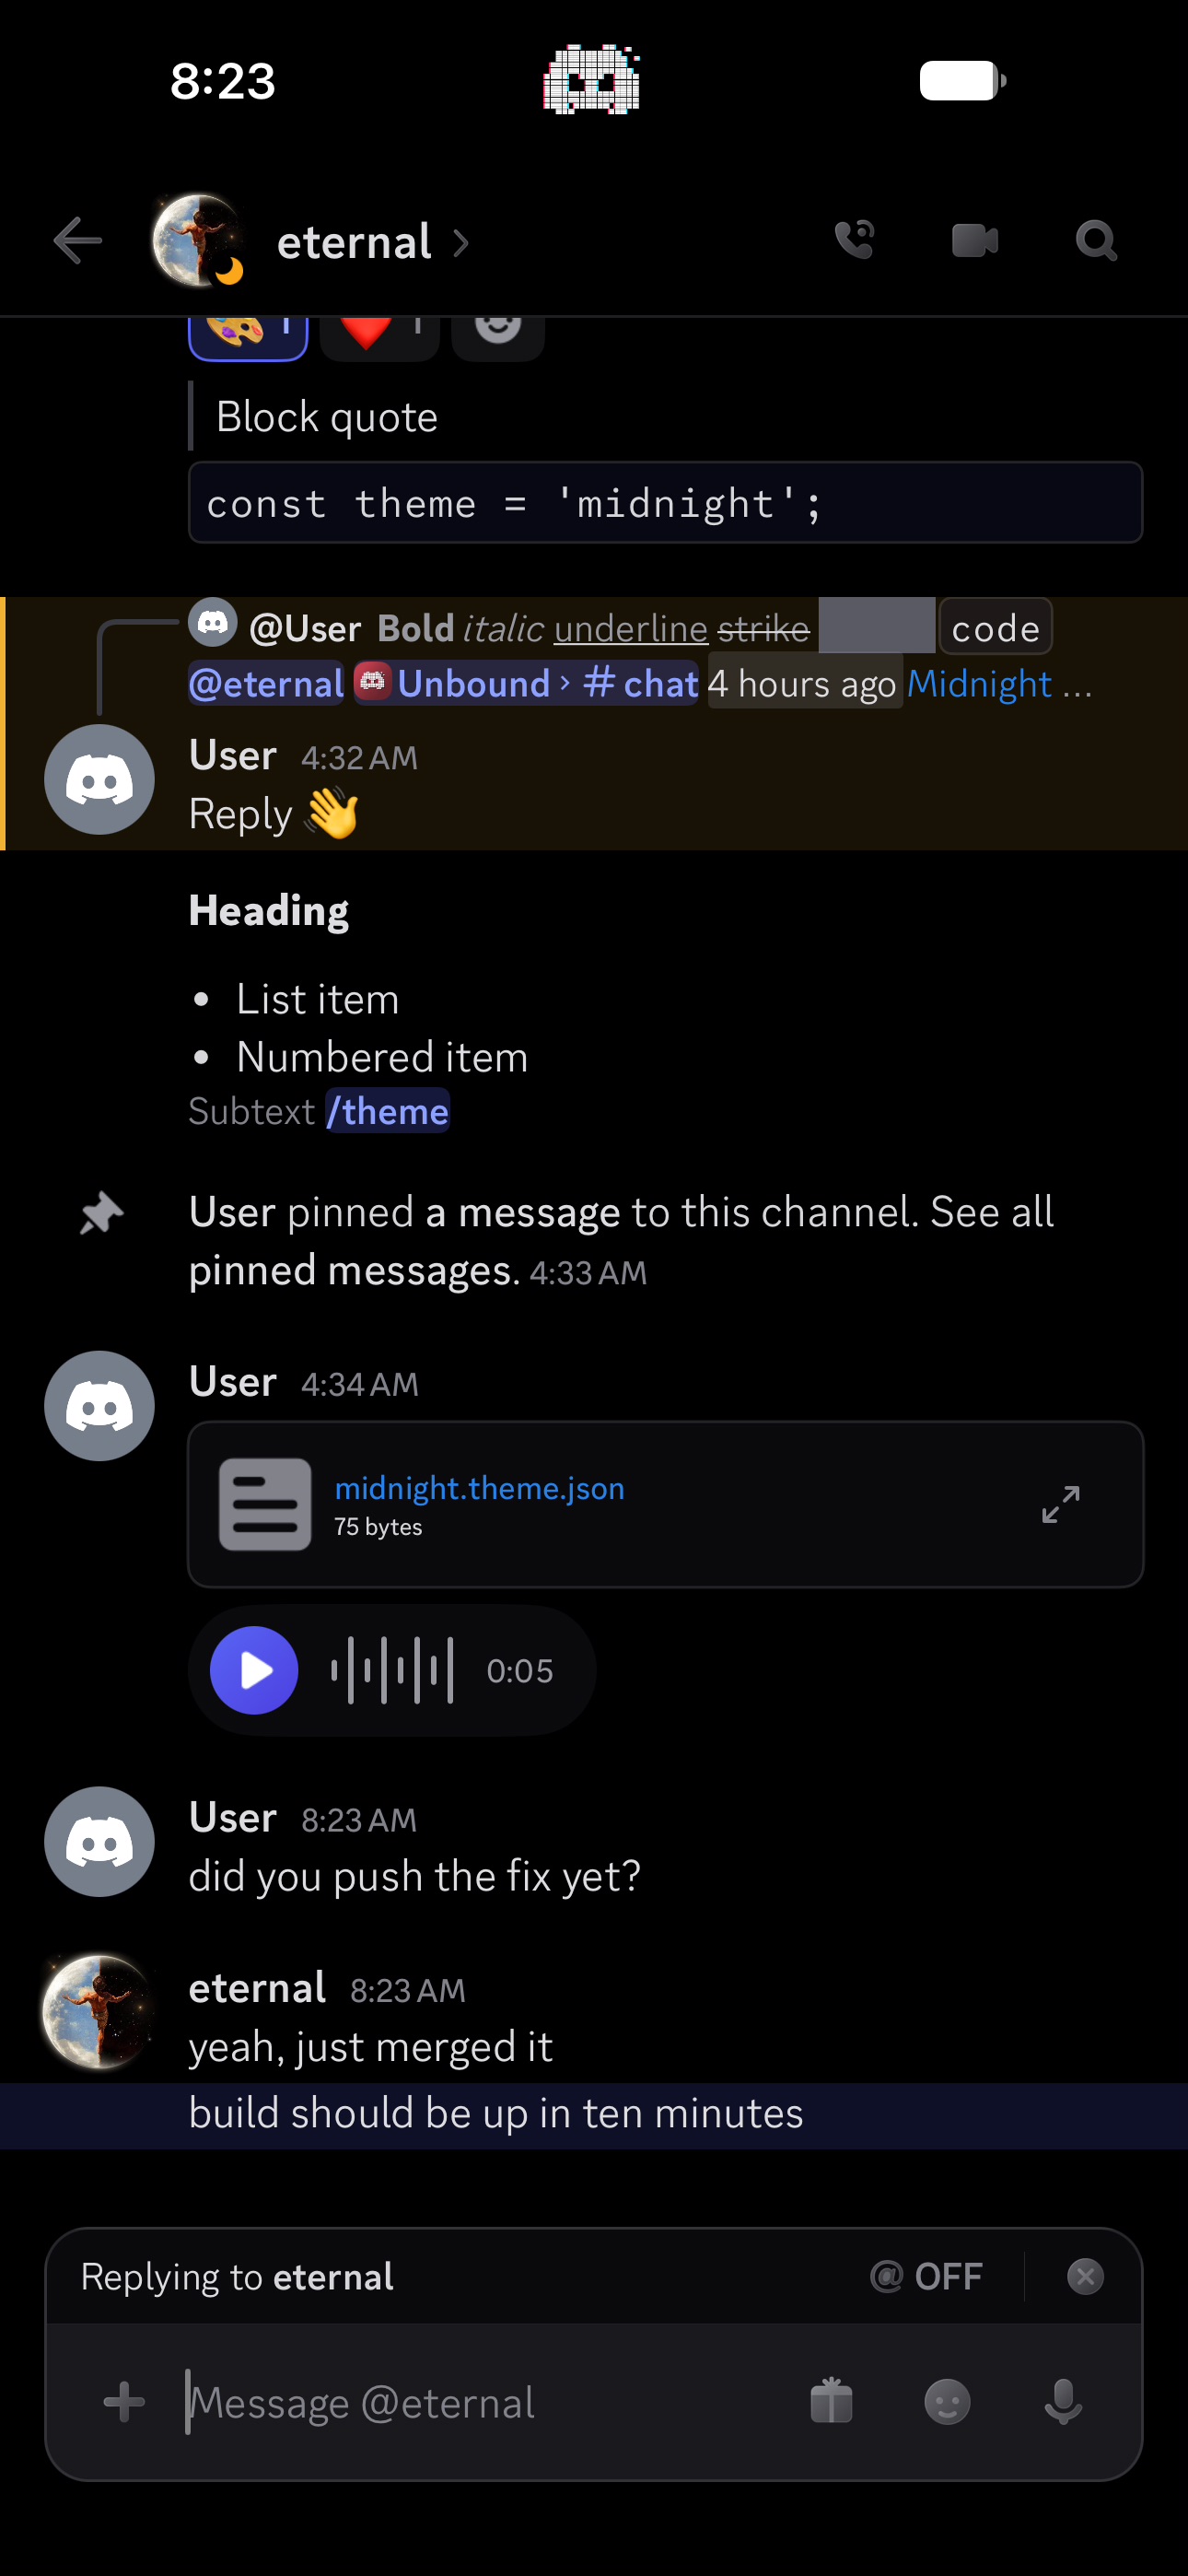 8:23
eternal
1 1
Block quote
const theme = 'midnight';
@User Bold italic underline strike code
@eternal Unbound › # chat 4 hours ago Midnight ...
User 4:32 AM
Reply 👋
Heading
• List item
• Numbered item
Subtext /theme
User pinned a message to this channel. See all
pinned messages. 4:33 AM
User 4:34 AM
midnight.theme.json
75 bytes
0:05
User 8:23 AM
did you push the fix yet?
eternal 8:23 AM
yeah, just merged it
build should be up in ten minutes
Replying to eternal @ OFF
Message @eternal